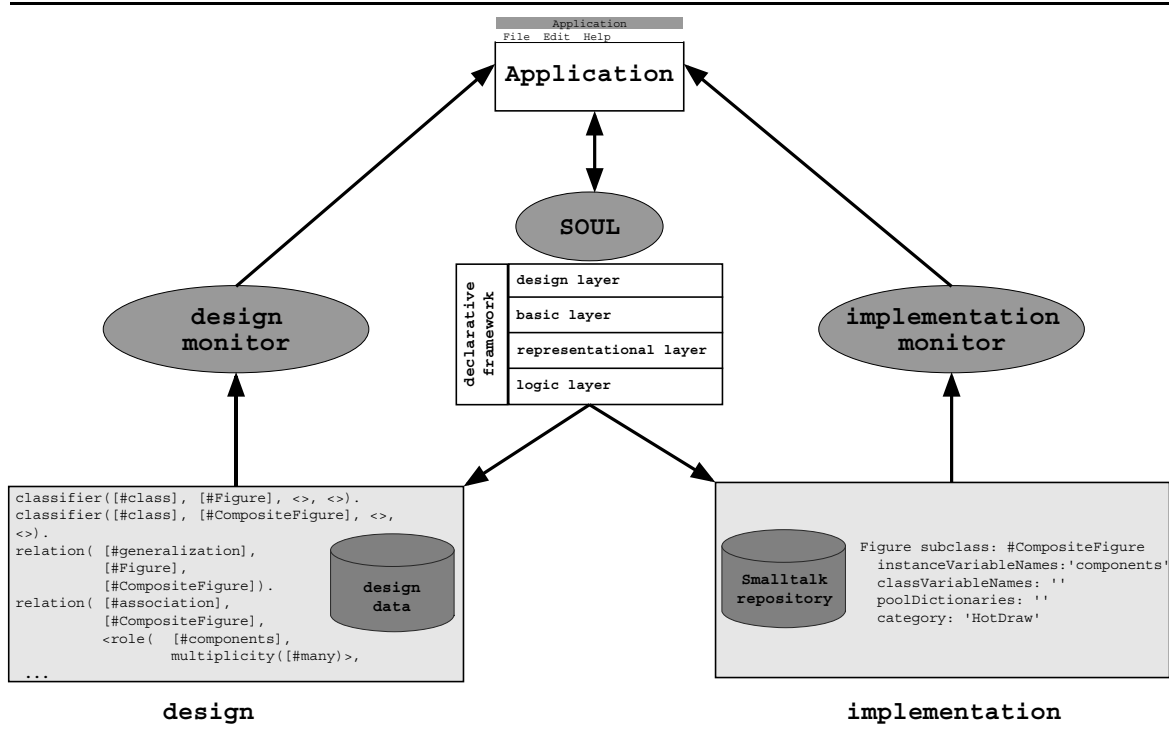 Application
File Edit Help
Application
SOUL
declarative
framework
design layer
basic layer
representational layer
logic layer
design
monitor
implementation
monitor
classifier([#class], [#Figure], <>, <>).
classifier([#class], [#CompositeFigure], <>,
<>).
relation( [#generalization],
[#Figure],
[#CompositeFigure]).
relation( [#association],
[#CompositeFigure],
<role( [#components],
multiplicity([#many)>,
...
design
data
Smalltalk
repository
Figure subclass: #CompositeFigure
instanceVariableNames:'components'
classVariableNames: ''
poolDictionaries: ''
category: 'HotDraw'
design
implementation